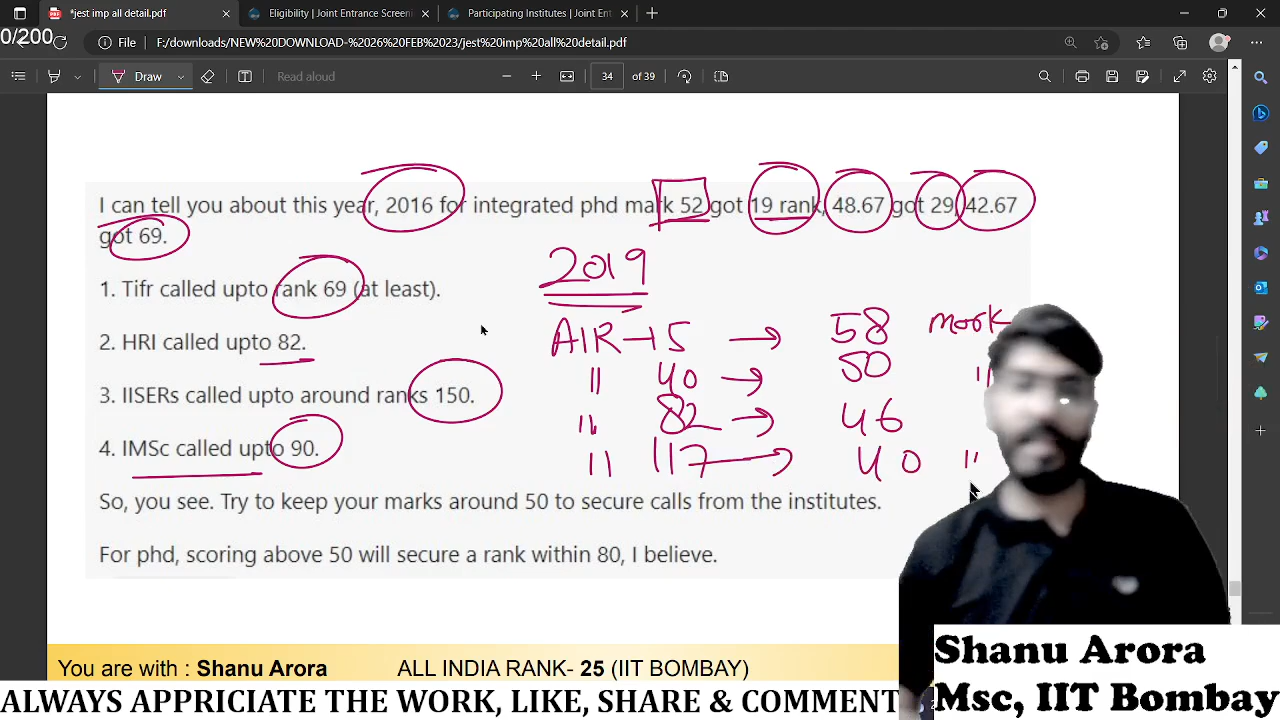 *jest imp all detail.pdf
Eligibility | Joint Entrance Screeni
Participating Institutes | Joint Ent
0/200
File
F:/downloads/NEW%20DOWNLOAD-%2026%20FEB%2023/jest%20imp%20all%20detail.pdf
Draw
Read aloud
34 of 39
I can tell you about this year, 2016 for integrated phd mark 52 got 19 rank, 48.67 got 29, 42.67
got 69.
2019
1. Tifr called upto rank 69 (at least).
AIR-15 → 58 mark
2. HRI called upto 82.
" 40 → 50 "
3. IISERs called upto around ranks 150.
" 82 → 46
4. IMSc called upto 90.
" 117 → 40 "
So, you see. Try to keep your marks around 50 to secure calls from the institutes.
For phd, scoring above 50 will secure a rank within 80, I believe.
Shanu Arora
You are with : Shanu Arora ALL INDIA RANK- 25 (IIT BOMBAY)
ALWAYS APPRICIATE THE WORK, LIKE, SHARE & COMMENT
Msc, IIT Bombay